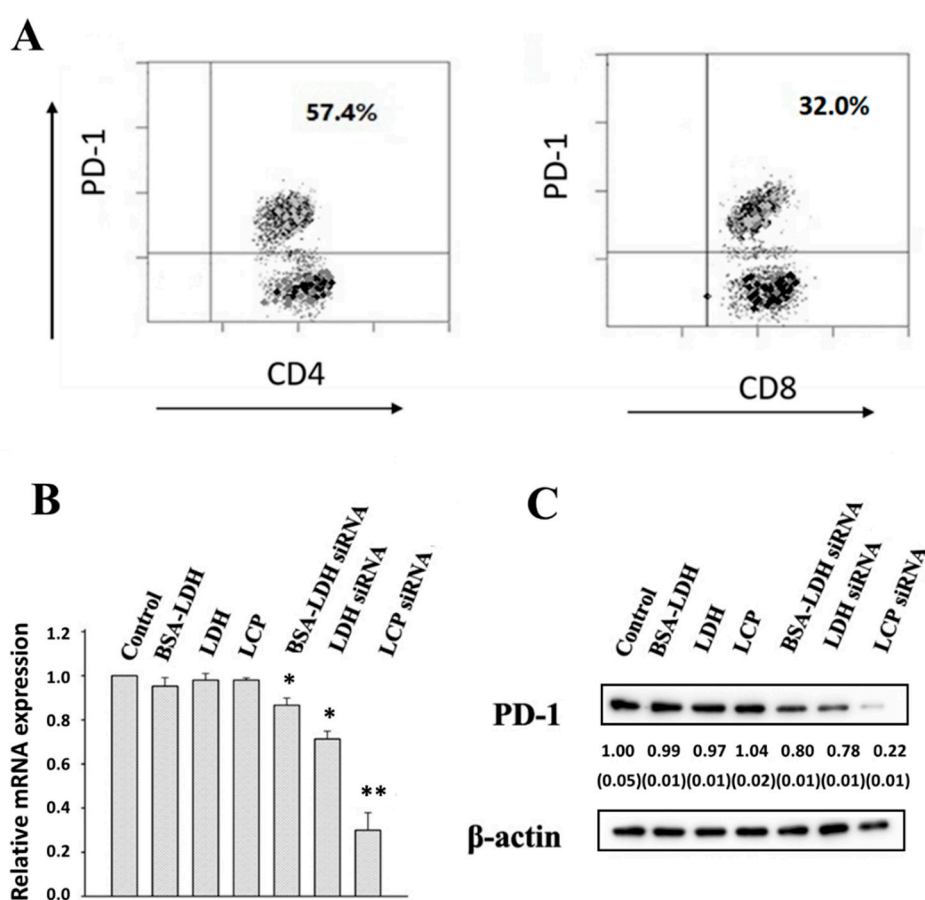 A
57.4%
32.0%
PD-1
PD-1
CD4
CD8
B
Control
BSA-LDH
LDH
LCP
BSA-LDH siRNA
LDH siRNA
LCP siRNA
Relative mRNA expression
1.2
1.0
0.8
0.6
0.4
0.2
0.0
*
*
**
C
Control
BSA-LDH
LDH
LCP
BSA-LDH siRNA
LDH siRNA
LCP siRNA
PD-1
1.00 0.99 0.97 1.04 0.80 0.78 0.22
(0.05)(0.01)(0.01)(0.02)(0.01)(0.01)(0.01)
β-actin